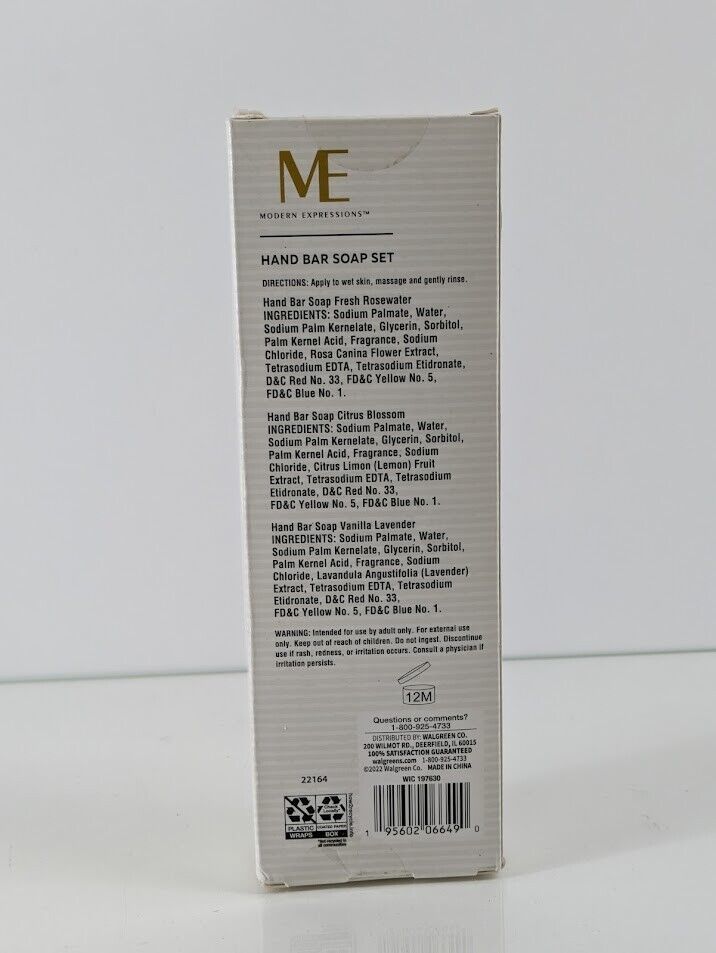 ME
MODERN EXPRESSIONS™
HAND BAR SOAP SET
DIRECTIONS: Apply to wet skin, massage and gently rinse.
Hand Bar Soap Fresh Rosewater
INGREDIENTS: Sodium Palmate, Water,
Sodium Palm Kernelate, Glycerin, Sorbitol,
Palm Kernel Acid, Fragrance, Sodium
Chloride, Rosa Canina Flower Extract,
Tetrasodium EDTA, Tetrasodium Etidronate,
D&C Red No. 33, FD&C Yellow No. 5,
FD&C Blue No. 1.
Hand Bar Soap Citrus Blossom
INGREDIENTS: Sodium Palmate, Water,
Sodium Palm Kernelate, Glycerin, Sorbitol,
Palm Kernel Acid, Fragrance, Sodium
Chloride, Citrus Limon (Lemon) Fruit
Extract, Tetrasodium EDTA, Tetrasodium
Etidronate, D&C Red No. 33,
FD&C Yellow No. 5, FD&C Blue No. 1.
Hand Bar Soap Vanilla Lavender
INGREDIENTS: Sodium Palmate, Water,
Sodium Palm Kernelate, Glycerin, Sorbitol,
Palm Kernel Acid, Fragrance, Sodium
Chloride, Lavandula Angustifolia (Lavender)
Extract, Tetrasodium EDTA, Tetrasodium
Etidronate, D&C Red No. 33,
FD&C Yellow No. 5, FD&C Blue No. 1.
WARNING: Intended for use by adult only. For external use
only. Keep out of reach of children. Do not ingest. Discontinue
use if rash, redness, or irritation occurs. Consult a physician if
irritation persists.
12M
Questions or comments?
1-800-925-4733
DISTRIBUTED BY: WALGREEN CO.
200 WILMOT RD., DEERFIELD, IL 60015
100% SATISFACTION GUARANTEED
walgreens.com 1-800-925-4733
©2022 Walgreen Co. MADE IN CHINA
WIC 197630
1 95602 06649 0
22164
Check Locally*
how2recycle.info
PLASTIC WRAPS
COATED PAPER BOX
*Not recycled in all communities